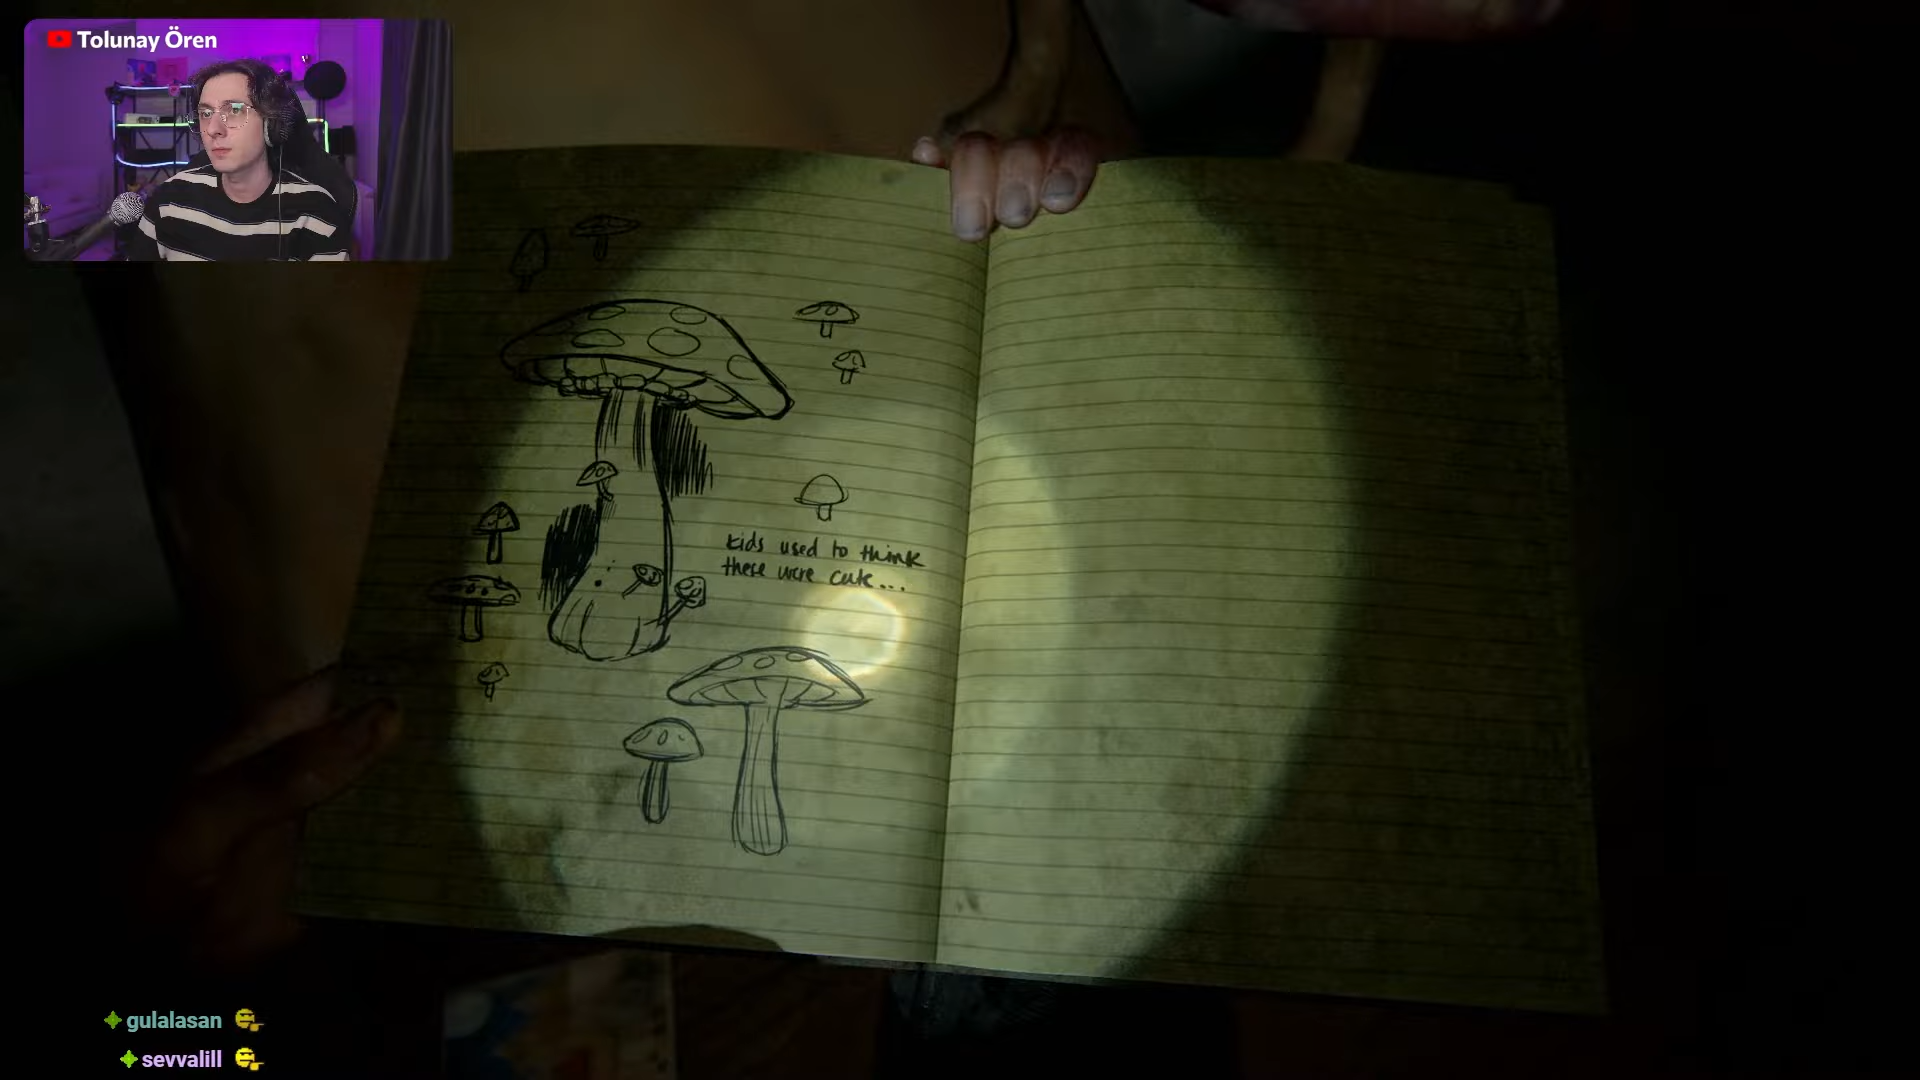 Tolunay Ören
kids used to think
these were cute...
gulalasan
sevvalill